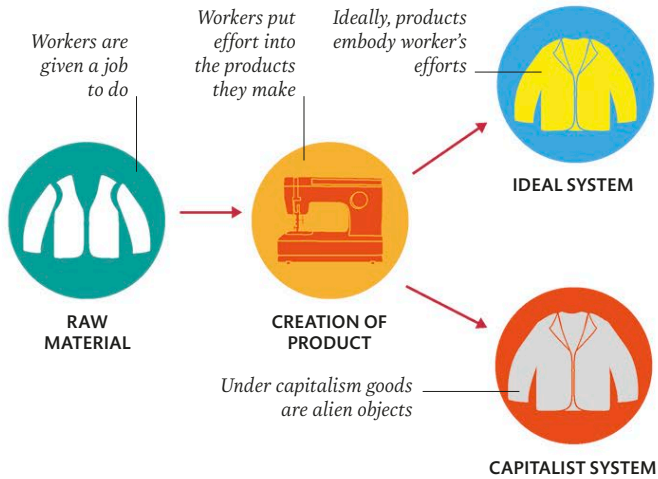 Workers are
given a job
to do
Workers put
effort into
the products
they make
Ideally, products
embody worker's
efforts
RAW
MATERIAL
CREATION OF
PRODUCT
IDEAL SYSTEM
Under capitalism goods
are alien objects
CAPITALIST SYSTEM